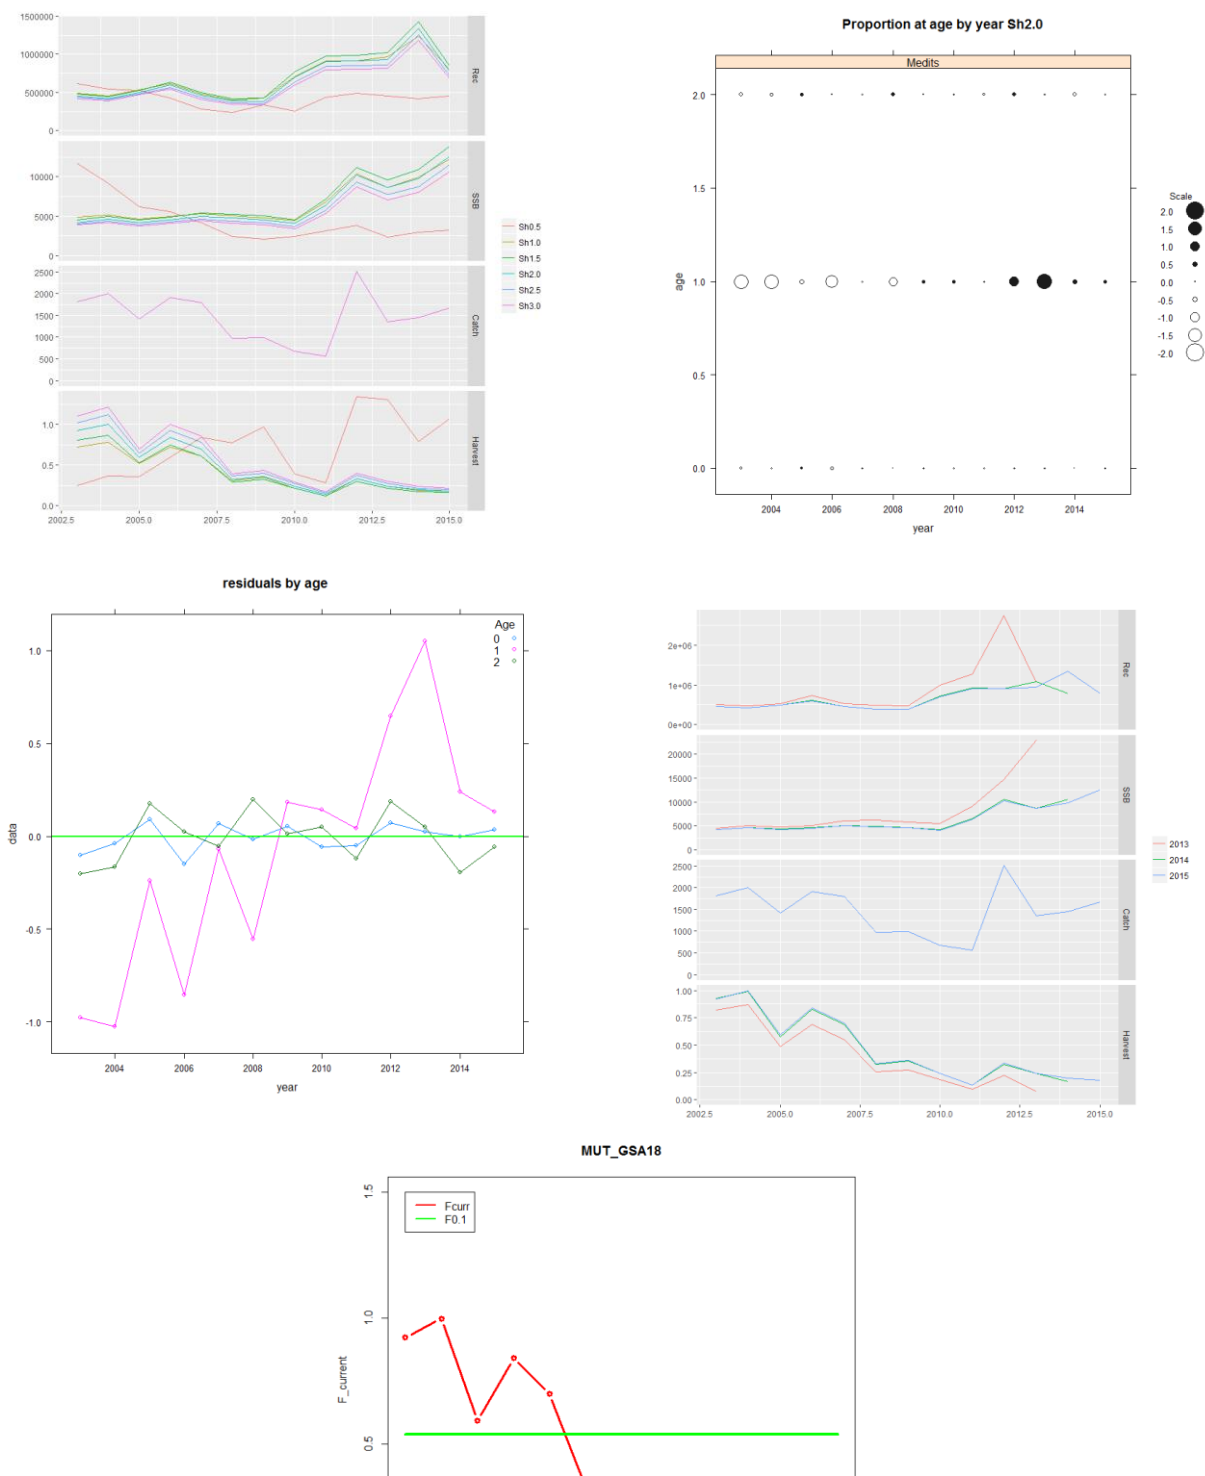 1500000
1000000
500000
0
Rec
10000
5000
0
SSB
2500
2000
1500
1000
500
0
Catch
1.0
0.5
0.0
Harvest
2002.5 2005.0 2007.5 2010.0 2012.5 2015.0
Sh0.5
Sh1.0
Sh1.5
Sh2.0
Sh2.5
Sh3.0
Proportion at age by year Sh2.0
2004 2006 2008 2010 2012 2014
Medits
2.0
1.5
1.0
0.5
0.0
age
2004 2006 2008 2010 2012 2014
year
Scale
2.0
1.5
1.0
0.5
0.0
-0.5
-1.0
-1.5
-2.0
residuals by age
Age
0
1
2
1.0
0.5
0.0
-0.5
-1.0
data
2004 2006 2008 2010 2012 2014
year
2e+06
1e+06
0e+00
Rec
20000
15000
10000
5000
0
SSB
2500
2000
1500
1000
500
0
Catch
1.00
0.75
0.50
0.25
0.00
Harvest
2002.5 2005.0 2007.5 2010.0 2012.5 2015.0
2013
2014
2015
MUT_GSA18
Fcurr
F0.1
1.5
1.0
0.5
F_current